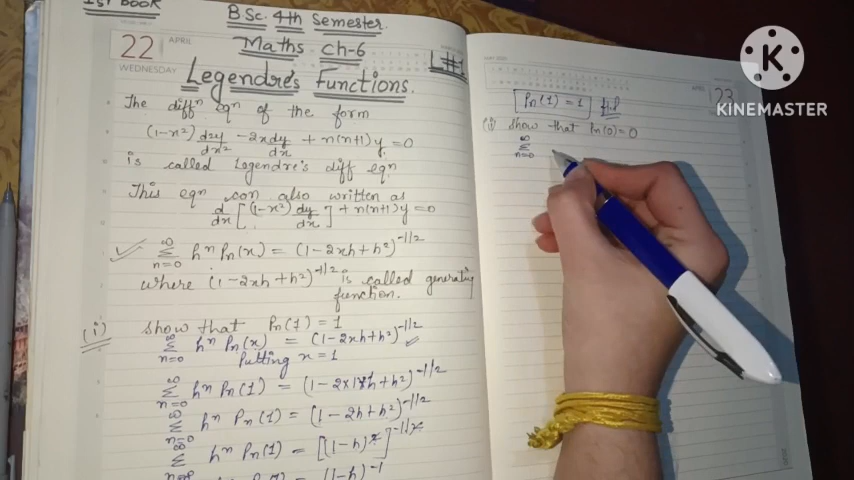 1st Book
BSc. 4th Semester
22 APRIL
WEDNESDAY
Maths Ch-6
L#1
Legendre's Functions.
The diffⁿ eqn of the form
(1-x²) d²y/dx² - 2x dy/dx + n(n+1) y = 0
is called Legendre's diff eqn
This eqn con also written as
d/dx [(1-x²) dy/dx] + n(n+1) y = 0
∞ Σ n=0 hⁿ Pn(x) = (1 - 2xh + h²)^-1/2
where (1 - 2xh + h²)^-1/2 is called generating
function.
(i) show that Pn(1) = 1
∞ Σ n=0 hⁿ Pn(x) = (1 - 2xh + h²)^-1/2
Putting x = 1
∞ Σ n=0 hⁿ Pn(1) = (1 - 2×1×h + h²)^-1/2
∞ Σ n=0 hⁿ Pn(1) = (1 - 2h + h²)^-1/2
∞ Σ n=0 hⁿ Pn(1) = [(1-h)^2]^-1/2
(1-h)^-1
Pn(1) = 1 H.P
23
(ii) Show that Pn(0) = 0
∞ Σ n=0
KINEMASTER